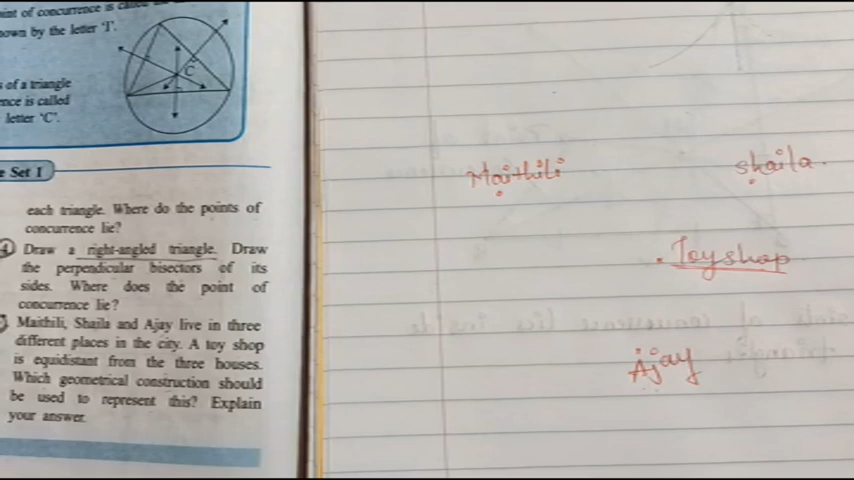 oint of concurrence is called the
own by the letter 'I'.
s of a triangle
ence is called
letter 'C'.
C
e Set 1
each triangle. Where do the points of
concurrence lie?
4 Draw a right-angled triangle. Draw
the perpendicular bisectors of its
sides. Where does the point of
concurrence lie?
Maithili, Shaila and Ajay live in three
different places in the city. A toy shop
is equidistant from the three houses.
Which geometrical construction should
be used to represent this? Explain
your answer.
Maithili
shaila.
Toy shop
Ajay